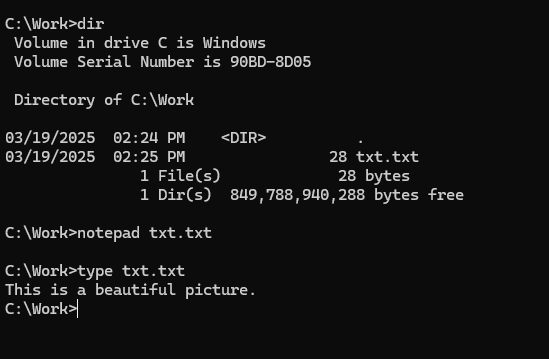 C:\Work>dir
 Volume in drive C is Windows
 Volume Serial Number is 90BD-8D05

 Directory of C:\Work

03/19/2025  02:24 PM    <DIR>          .
03/19/2025  02:25 PM                28 txt.txt
               1 File(s)             28 bytes
               1 Dir(s)  849,788,940,288 bytes free

C:\Work>notepad txt.txt

C:\Work>type txt.txt
This is a beautiful picture.
C:\Work>